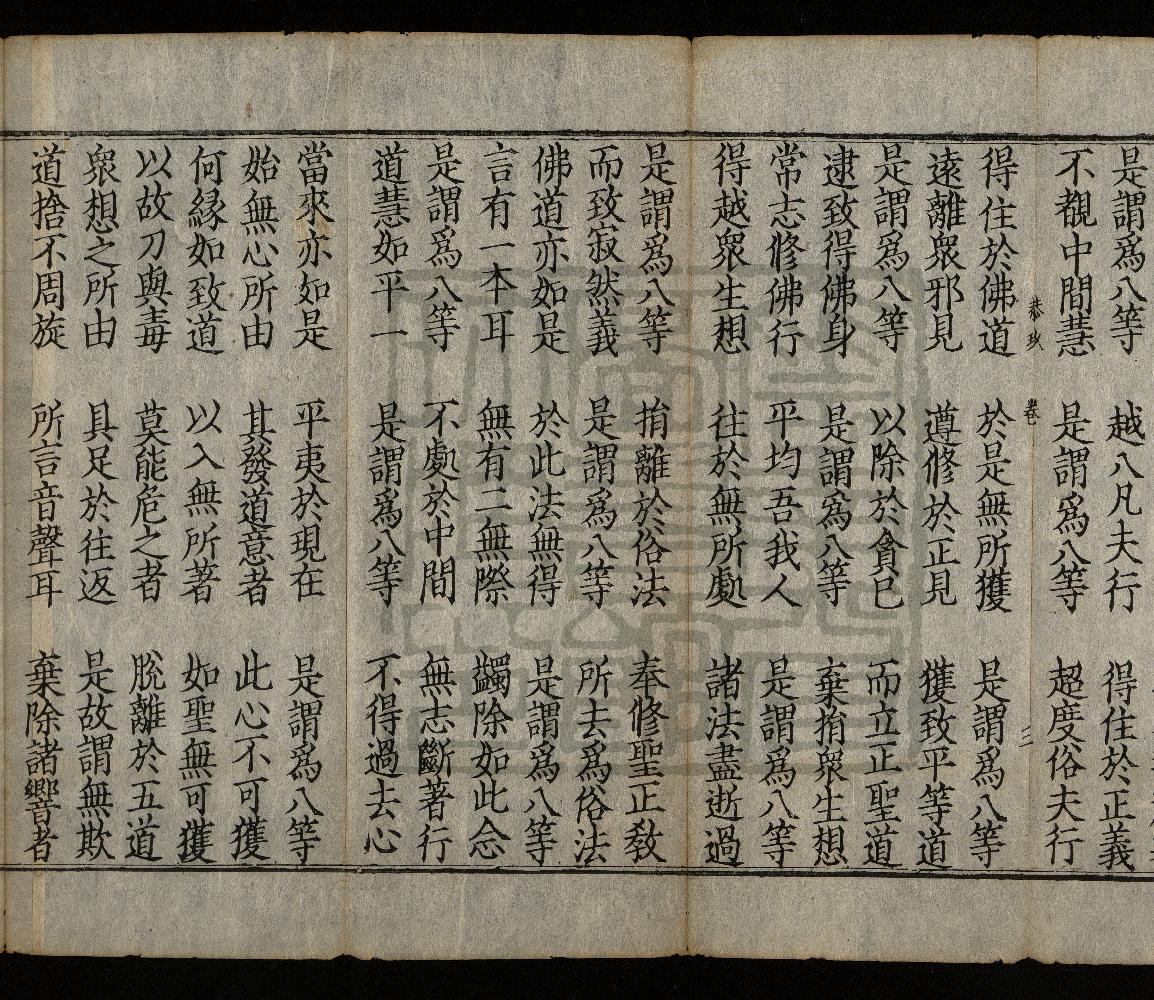 是謂爲八等 越八凡夫行 得住於正義
不覩中間慧 是謂爲八等 超度俗夫行
得住於佛道 於是無所獲 是謂爲八等
遠離衆邪見 遵修於正見 獲致平等道
是謂爲八等 以除於貪已 而立正聖道
逮致得佛身 是謂爲八等 棄捐衆生想
常志修佛行 平均吾我人 是謂爲八等
得越衆生想 往於無所處 諸法盡逝過
是謂爲八等 捐離於俗法 奉修聖正教
而致寂然義 是謂爲八等 所去爲俗法
佛道亦如是 於此法無得 是謂爲八等
言有一本耳 無有二無際 蠲除如此念
是謂爲八等 不處於中間 無志斷著行
道慧如平一 是謂爲八等 不得過去心
當來亦如是 平夷於現在 是謂爲八等
始無心所由 其發道意者 此心不可獲
何緣如致道 以入無所著 如聖無可獲
以故刀與毒 莫能危之者 脫離於五道
衆想之所由 具足於往返 是故謂無欺
道捨不周旋 所言音聲耳 棄除諸響者